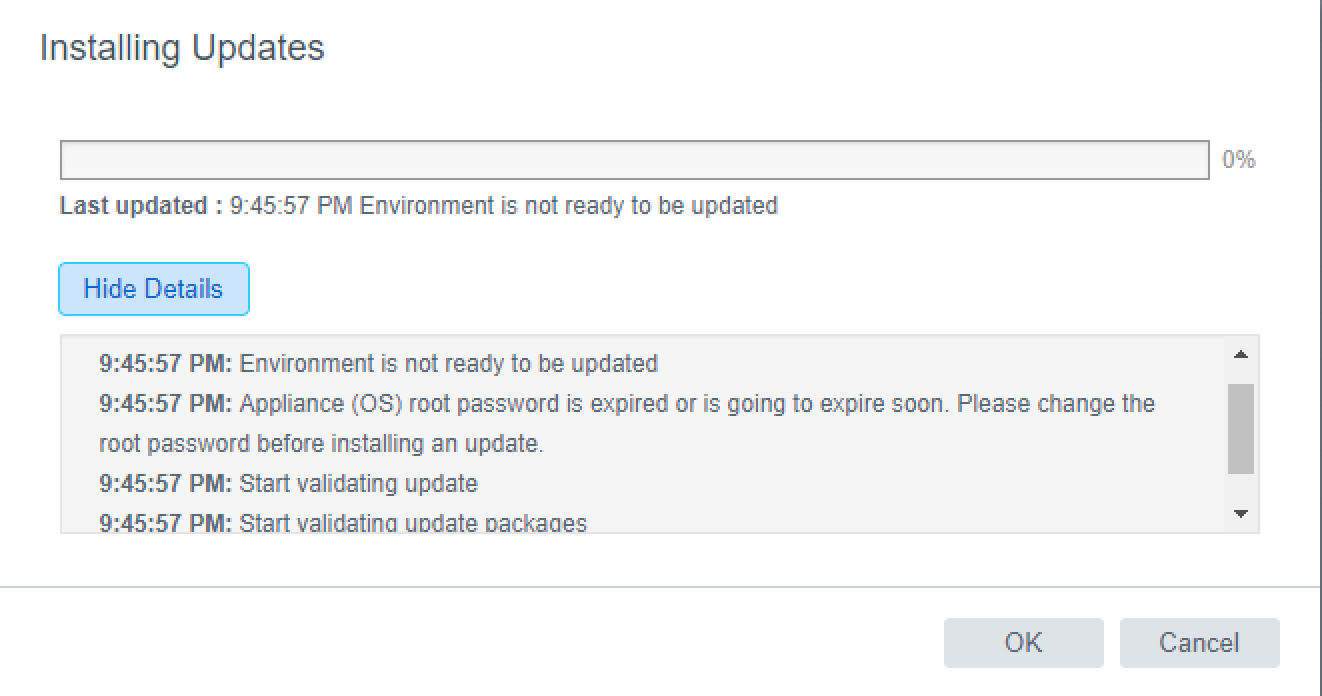 Installing Updates
0%
Last updated : 9:45:57 PM Environment is not ready to be updated
Hide Details
9:45:57 PM: Environment is not ready to be updated
9:45:57 PM: Appliance (OS) root password is expired or is going to expire soon. Please change the
root password before installing an update.
9:45:57 PM: Start validating update
9:45:57 PM: Start validating update packages
OK Cancel